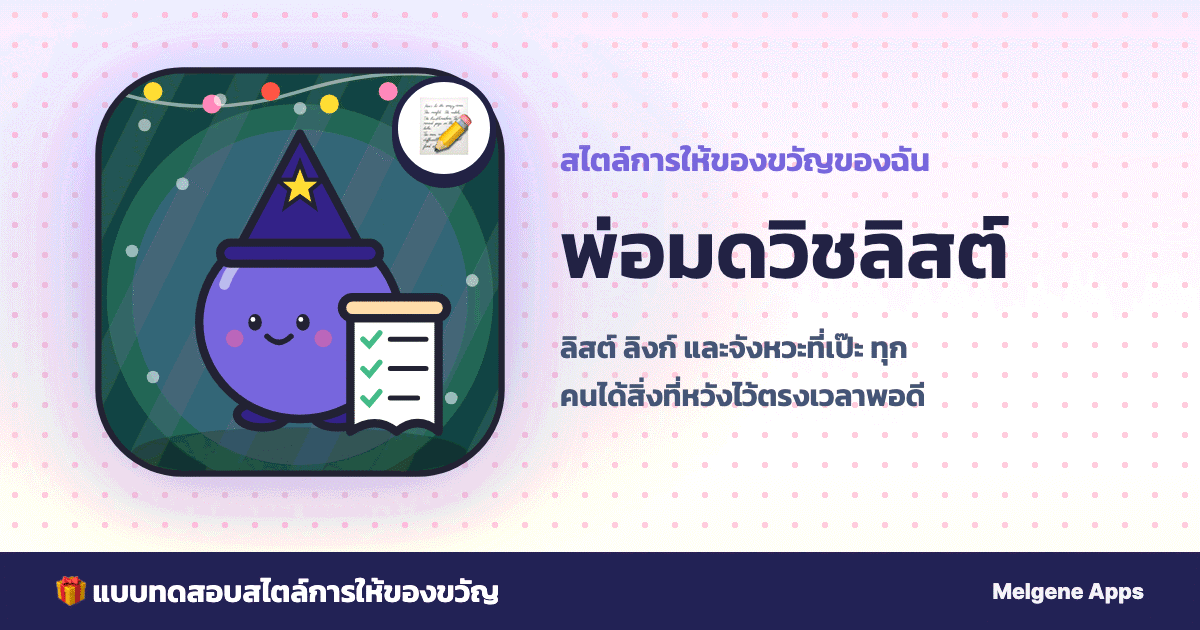 สไตล์การให้ของขวัญของฉัน
พ่อมดวิชลิสต์
ลิสต์ ลิงก์ และจังหวะที่เป๊ะ ทุก
คนได้สิ่งที่หวังไว้ตรงเวลาพอดี
แบบทดสอบสไตล์การให้ของขวัญ
Melgene Apps